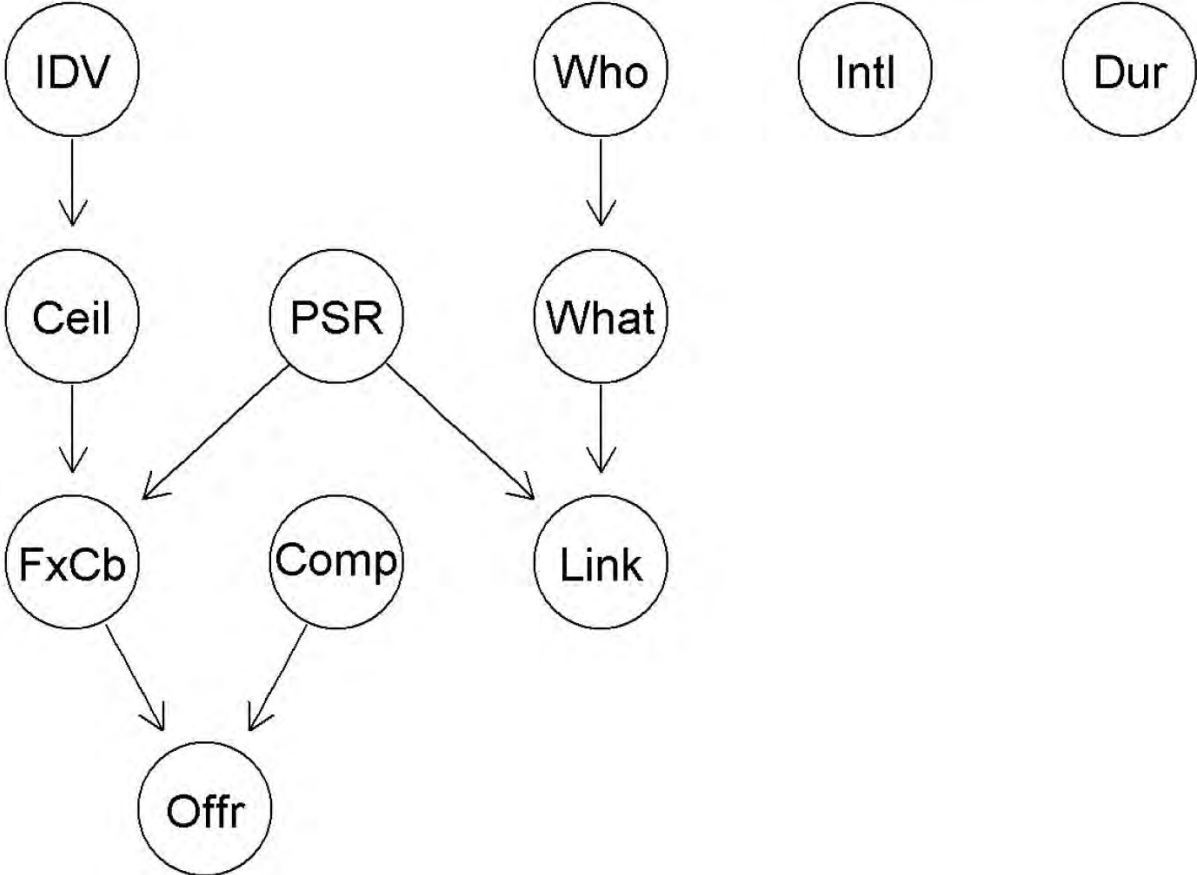 IDV
Who
Intl
Dur
Ceil
PSR
What
FxCb
Comp
Link
Offr